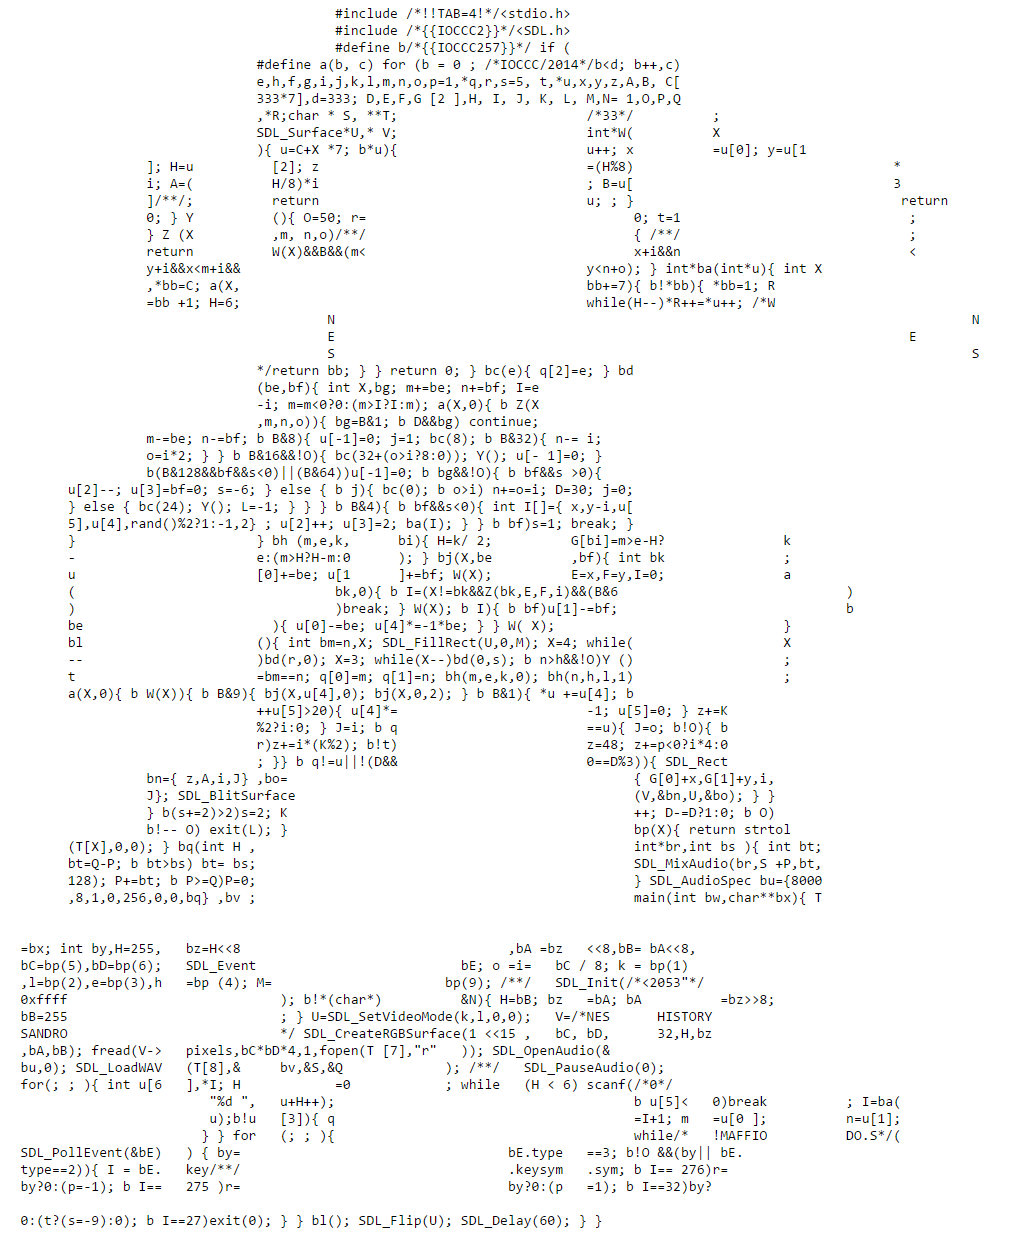 #include /*!!TAB=4!*/<stdio.h>
#include /*{{IOCCC2}}*/<SDL.h>
#define b/*{{IOCCC257}}*/ if (
#define a(b, c) for (b = 0 ; /*IOCCC/2014*/b<d; b++,c)
e,h,f,g,i,j,k,l,m,n,o,p=1,*q,r,s=5, t,*u,x,y,z,A,B, C[
333*7],d=333; D,E,F,G [2 ],H, I, J, K, L, M,N= 1,O,P,Q
,*R;char * S, **T; /*33*/ ;
SDL_Surface*U,* V; int*W( X
){ u=C+X *7; b*u){ u++; x =u[0]; y=u[1
]; H=u [2]; z =(H%8) *
i; A=( H/8)*i ; B=u[ 3
]/**/; return u; ; } return
0; } Y (){ O=50; r= 0; t=1 ;
} Z (X ,m, n,o)/**/ { /**/ ;
return W(X)&&B&&(m< x+i&&n <
y+i&&x<m+i&& y<n+o); } int*ba(int*u){ int X
,*bb=C; a(X, bb+=7){ b!*bb){ *bb=1; R
=bb +1; H=6; while(H--)*R++=*u++; /*W
N N
E E
S S
*/return bb; } } return 0; } bc(e){ q[2]=e; } bd
(be,bf){ int X,bg; m+=be; n+=bf; I=e
-i; m=m<0?0:(m>I?I:m); a(X,0){ b Z(X
,m,n,o)){ bg=B&1; b D&&bg) continue;
m-=be; n-=bf; b B&8){ u[-1]=0; j=1; bc(8); b B&32){ n-= i;
o=i*2; } } b B&16&&!O){ bc(32+(o>i?8:0)); Y(); u[- 1]=0; }
b(B&128&&bf&&s<0)||(B&64))u[-1]=0; b bg&&!O){ b bf&&s >0){
u[2]--; u[3]=bf=0; s=-6; } else { b j){ bc(0); b o>i) n+=o=i; D=30; j=0;
} else { bc(24); Y(); L=-1; } } } b B&4){ b bf&&s<0){ int I[]={ x,y-i,u[
5],u[4],rand()%2?1:-1,2} ; u[2]++; u[3]=2; ba(I); } } b bf)s=1; break; }
} } bh (m,e,k, bi){ H=k/ 2; G[bi]=m>e-H? k
- e:(m>H?H-m:0 ); } bj(X,be ,bf){ int bk ;
u [0]+=be; u[1 ]+=bf; W(X); E=x,F=y,I=0; a
( bk,0){ b I=(X!=bk&&Z(bk,E,F,i)&&(B&6 )
) )break; } W(X); b I){ b bf)u[1]-=bf; b
be ){ u[0]-=be; u[4]*=-1*be; } } W( X); }
bl (){ int bm=n,X; SDL_FillRect(U,0,M); X=4; while( X
-- )bd(r,0); X=3; while(X--)bd(0,s); b n>h&&!O)Y () ;
t =bm==n; q[0]=m; q[1]=n; bh(m,e,k,0); bh(n,h,l,1) ;
a(X,0){ b W(X)){ b B&9){ bj(X,u[4],0); bj(X,0,2); } b B&1){ *u +=u[4]; b
++u[5]>20){ u[4]*= -1; u[5]=0; } z+=K
%2?i:0; } J=i; b q ==u){ J=o; b!O){ b
r)z+=i*(K%2); b!t) z=48; z+=p<0?i*4:0
; }} b q!=u||!(D&& 0==D%3)){ SDL_Rect
bn={ z,A,i,J} ,bo= { G[0]+x,G[1]+y,i,
J}; SDL_BlitSurface (V,&bn,U,&bo); } }
} b(s+=2)>2)s=2; K ++; D-=D?1:0; b O)
b!-- O) exit(L); } bp(X){ return strtol
(T[X],0,0); } bq(int H , int*br,int bs ){ int bt;
bt=Q-P; b bt>bs) bt= bs; SDL_MixAudio(br,S +P,bt,
128); P+=bt; b P>=Q)P=0; } SDL_AudioSpec bu={8000
,8,1,0,256,0,0,bq} ,bv ; main(int bw,char**bx){ T
=bx; int by,H=255, bz=H<<8 ,bA =bz <<8,bB= bA<<8,
bC=bp(5),bD=bp(6); SDL_Event bE; o =i= bC / 8; k = bp(1)
,l=bp(2),e=bp(3),h =bp (4); M= bp(9); /**/ SDL_Init(/*<2053"*/
0xffff ); b!*(char*) &N){ H=bB; bz =bA; bA =bz>>8;
bB=255 ; } U=SDL_SetVideoMode(k,l,0,0); V=/*NES HISTORY
SANDRO */ SDL_CreateRGBSurface(1 <<15 , bC, bD, 32,H,bz
,bA,bB); fread(V-> pixels,bC*bD*4,1,fopen(T [7],"r" )); SDL_OpenAudio(&
bu,0); SDL_LoadWAV (T[8],& bv,&S,&Q ); /**/ SDL_PauseAudio(0);
for(; ; ){ int u[6 ],*I; H =0 ; while (H < 6) scanf(/*0*/
"%d ", u+H++); b u[5]< 0)break ; I=ba(
u);b!u [3]){ q =I+1; m =u[0 ]; n=u[1];
} } for (; ; ){ while/* !MAFFIO DO.S*/(
SDL_PollEvent(&bE) ) { by= bE.type ==3; b!O &&(by|| bE.
type==2)){ I = bE. key/**/ .keysym .sym; b I== 276)r=
by?0:(p=-1); b I== 275 )r= by?0:(p =1); b I==32)by?
0:(t?(s=-9):0); b I==27)exit(0); } } bl(); SDL_Flip(U); SDL_Delay(60); } }